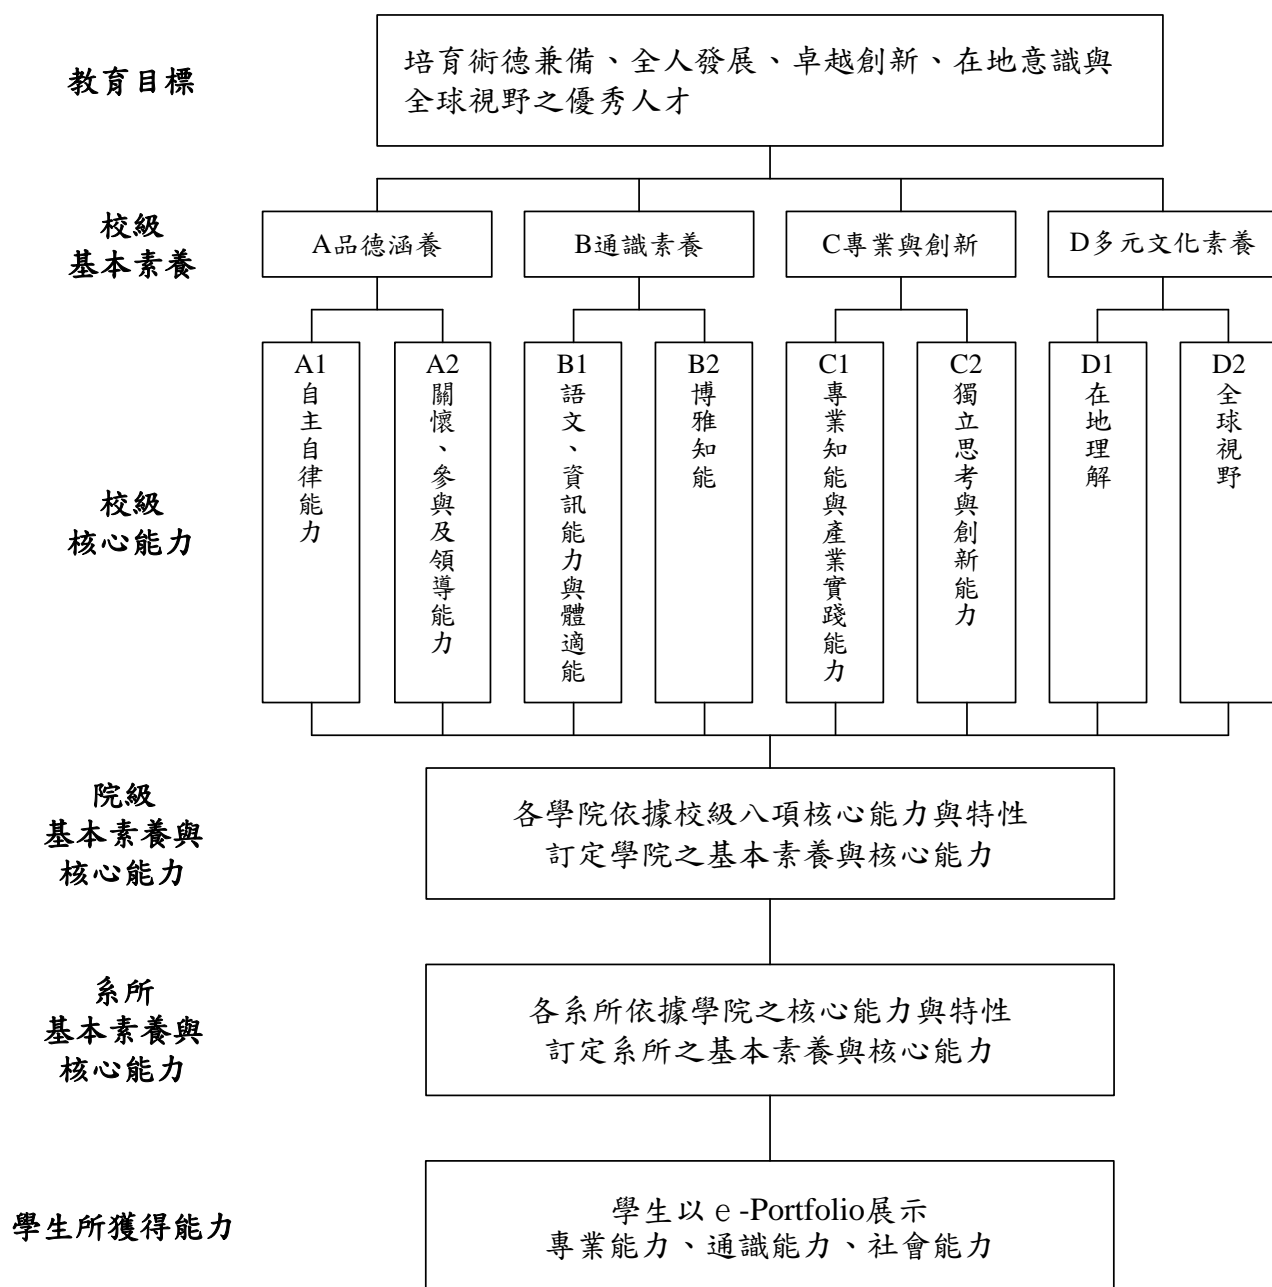 教育目標
培育術德兼備、全人發展、卓越創新、在地意識與
全球視野之優秀人才
校級
基本素養
A品德涵養
B通識素養
C專業與創新
D多元文化素養
校級
核心能力
A1
自主自律能力
A2
關懷、參與及領導能力
B1
語文、資訊能力與體適能
B2
博雅知能
C1
專業知能與產業實踐能力
C2
獨立思考與創新能力
D1
在地理解
D2
全球視野
院級
基本素養與
核心能力
各學院依據校級八項核心能力與特性
訂定學院之基本素養與核心能力
系所
基本素養與
核心能力
各系所依據學院之核心能力與特性
訂定系所之基本素養與核心能力
學生所獲得能力
學生以ｅ-Portfolio展示
專業能力、通識能力、社會能力